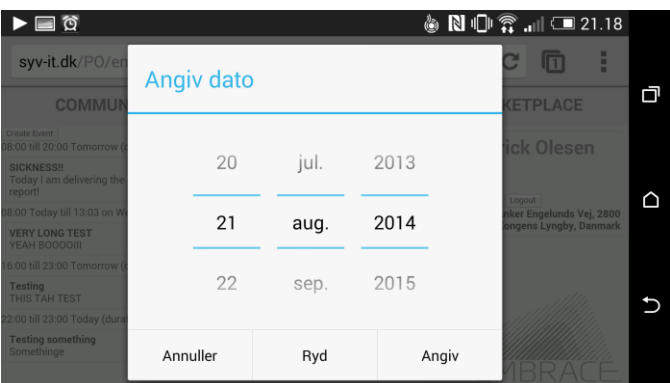 21.18
syv-it.dk/PO/en
1
COMMUN
KETPLACE
Create Event
08:00 till 20:00 Tomorrow (d
SICKNESS!!
Today I am delivering the
report!
08:00 Today till 13:03 on We
VERY LONG TEST
YEAH BOOOOIII
16:00 till 23:00 Tomorrow (d
Testing
THIS TAH TEST
22:00 till 23:00 Today (dura
Testing something
Somethinge
Angiv dato
20 jul. 2013
21 aug. 2014
22 sep. 2015
Annuller Ryd Angiv
rick Olesen
Logout
nker Engelunds Vej, 2800
ongens Lyngby, Danmark
MBRACE